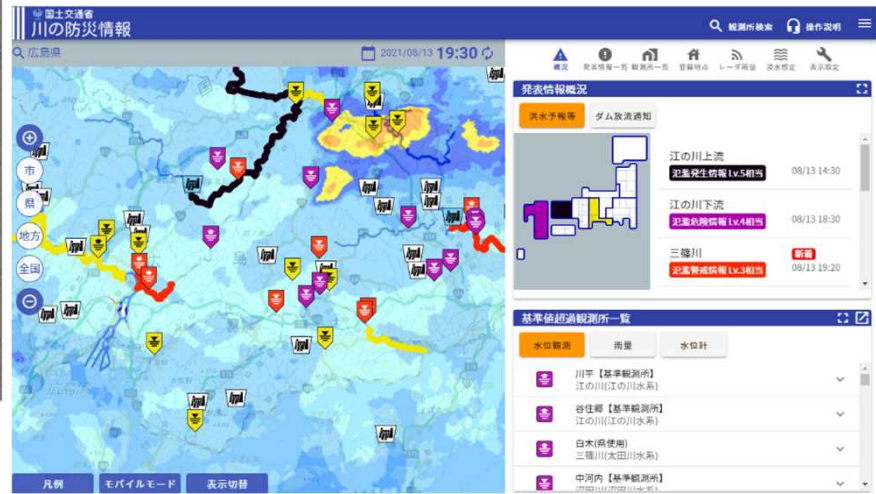 国土交通省
川の防災情報
観測所検索
操作説明
広島県
2021/08/13 19:30
概況
発表情報一覧
観測所一覧
登録地点
レーダ雨量
浸水想定
表示設定
市
県
地方
全国
凡例
モバイルモード
表示切替
発表情報概況
洪水予報等
ダム放流通知
江の川上流
氾濫発生情報 Lv.5相当
08/13 14:30
江の川下流
氾濫危険情報 Lv.4相当
08/13 18:30
三篠川
新着
氾濫警戒情報 Lv.3相当
08/13 19:20
基準値超過観測所一覧
水位観測
雨量
水位計
川平【基準観測所】
江の川(江の川水系)
谷住郷【基準観測所】
江の川(江の川水系)
白木(県使用)
三篠川(太田川水系)
中河内【基準観測所】